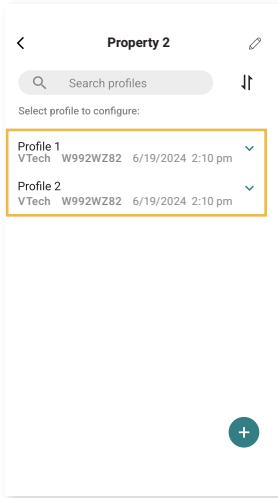 Property 2
Search profiles
Select profile to configure:
Profile 1
VTech W992WZ82 6/19/2024 2:10 pm
Profile 2
VTech W992WZ82 6/19/2024 2:10 pm
+